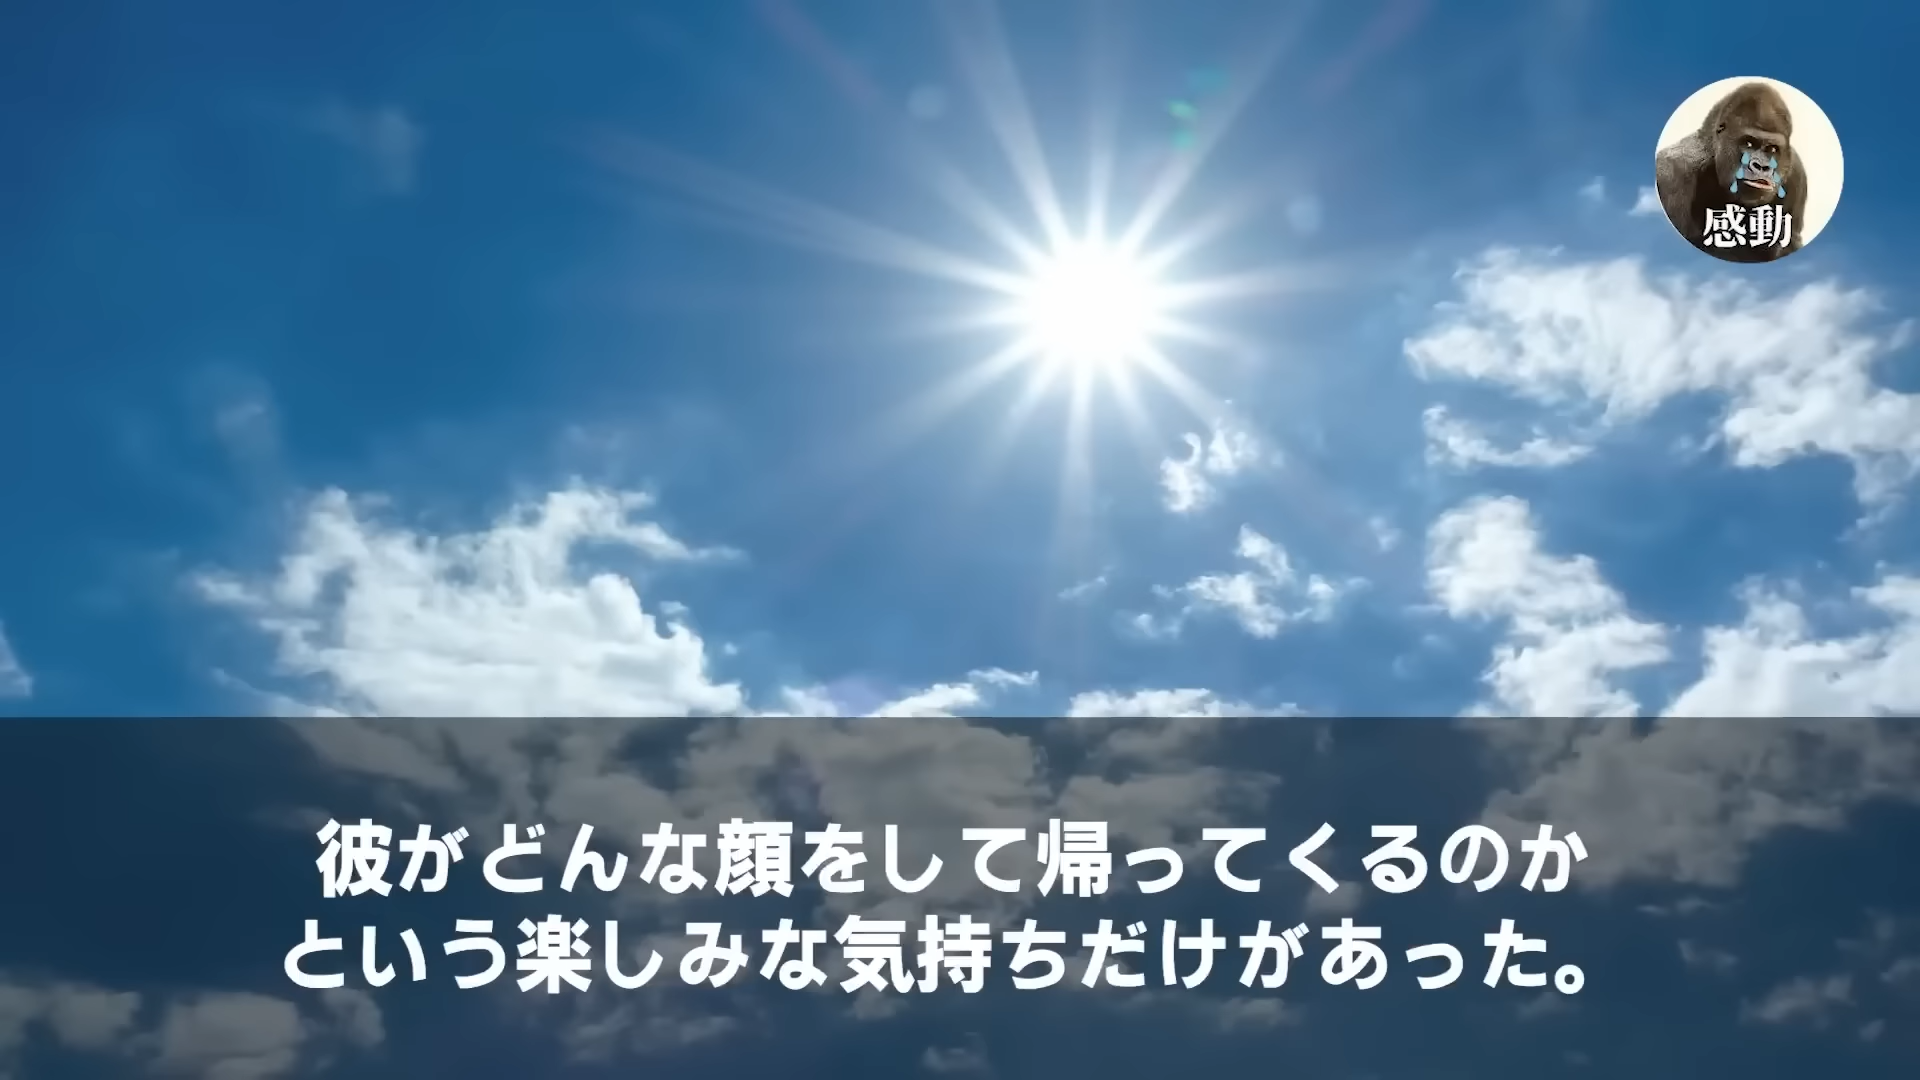 感動
彼がどんな顔をして帰ってくるのか
という楽しみな気持ちだけがあった。